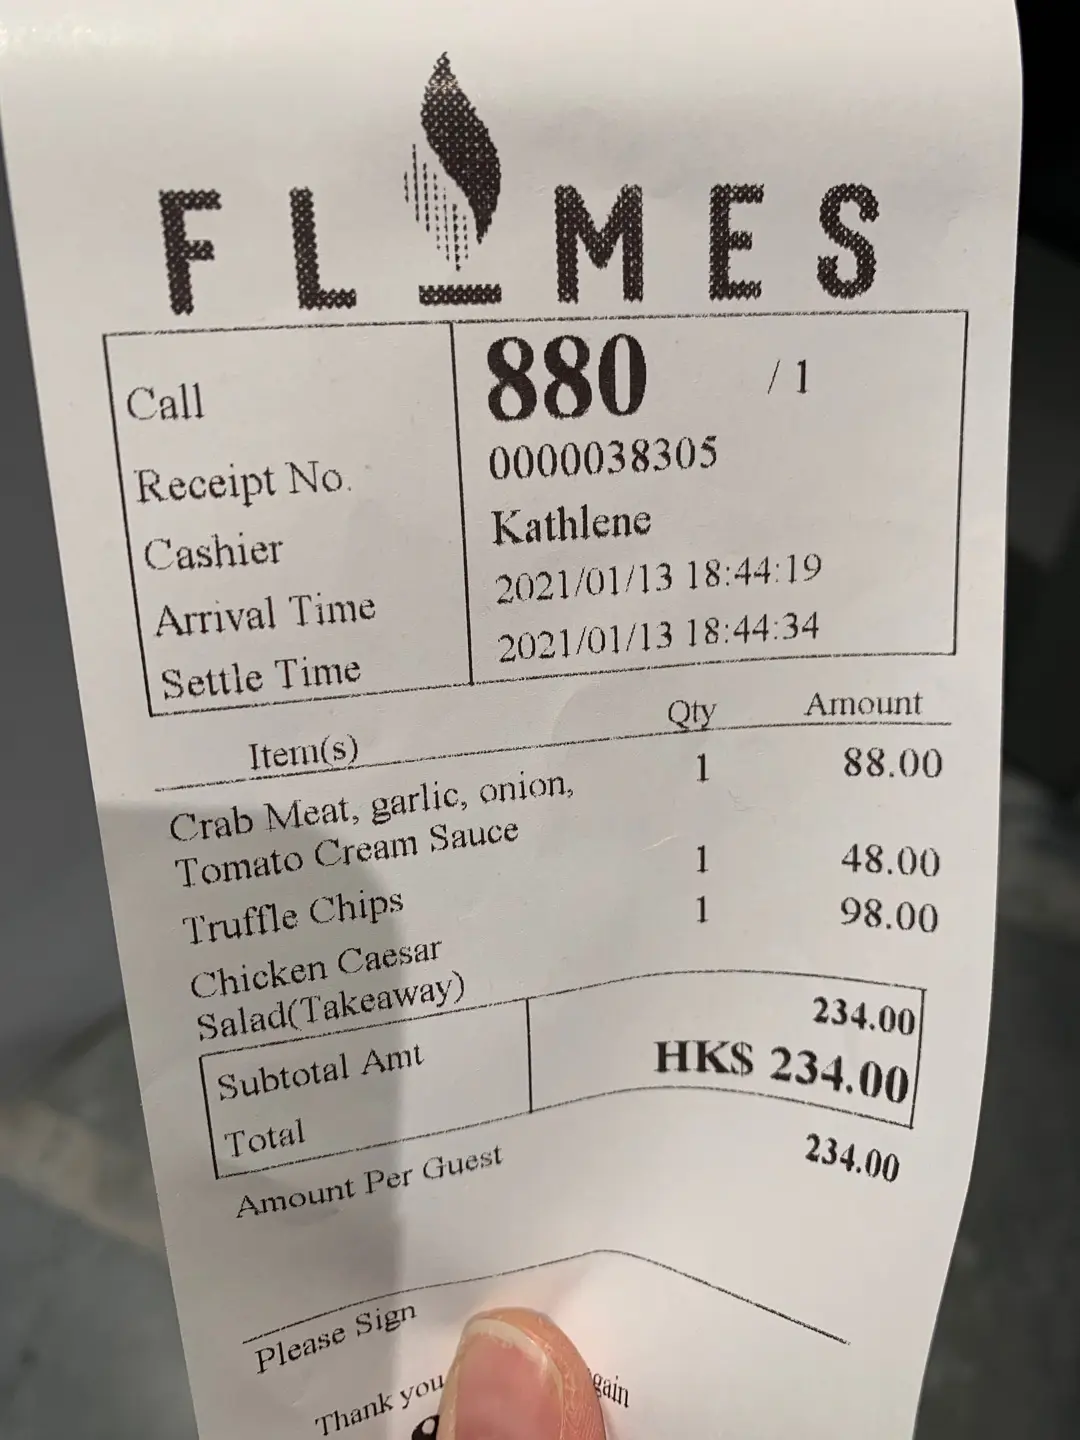 FLAMES
Call 880 / 1
Receipt No. 0000038305
Cashier Kathlene
Arrival Time 2021/01/13 18:44:19
Settle Time 2021/01/13 18:44:34
Item(s) Qty Amount
Crab Meat, garlic, onion, 1 88.00
Tomato Cream Sauce
Truffle Chips 1 48.00
Chicken Caesar 1 98.00
Salad(Takeaway)
Subtotal Amt 234.00
Total HK$ 234.00
Amount Per Guest 234.00
Please Sign
Thank you